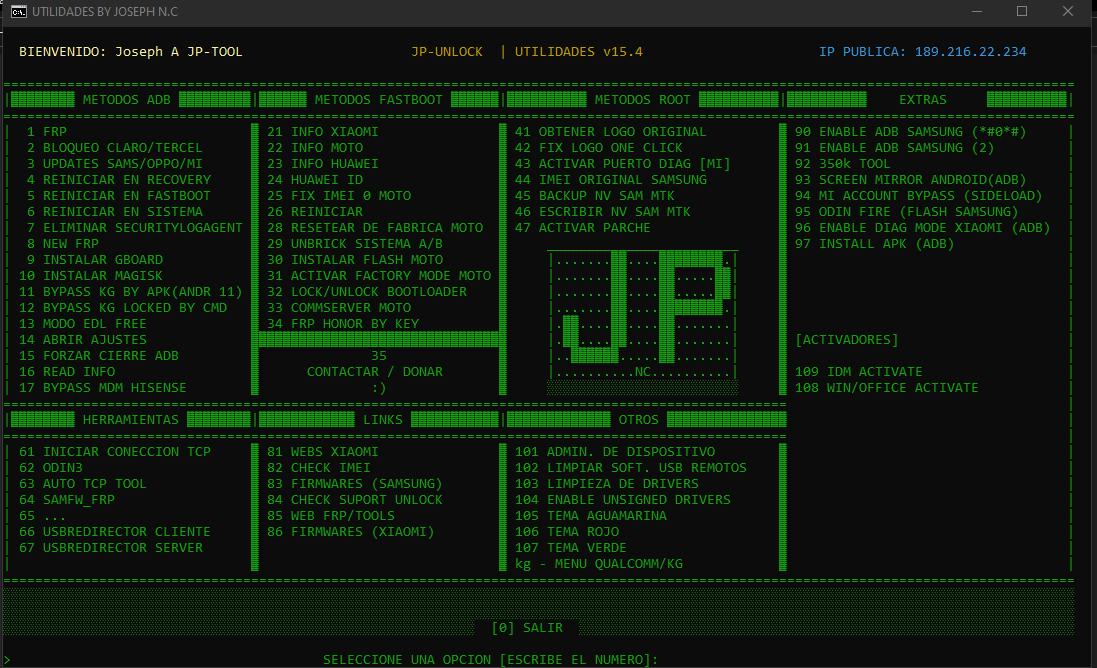 UTILIDADES BY JOSEPH N.C
BIENVENIDO: Joseph A JP-TOOL JP-UNLOCK | UTILIDADES v15.4 IP PUBLICA: 189.216.22.234
METODOS ADB METODOS FASTBOOT METODOS ROOT EXTRAS
1 FRP 21 INFO XIAOMI 41 OBTENER LOGO ORIGINAL 90 ENABLE ADB SAMSUNG (*#0*#)
2 BLOQUEO CLARO/TERCEL 22 INFO MOTO 42 FIX LOGO ONE CLICK 91 ENABLE ADB SAMSUNG (2)
3 UPDATES SAMS/OPPO/MI 23 INFO HUAWEI 43 ACTIVAR PUERTO DIAG [MI] 92 350k TOOL
4 REINICIAR EN RECOVERY 24 HUAWEI ID 44 IMEI ORIGINAL SAMSUNG 93 SCREEN MIRROR ANDROID(ADB)
5 REINICIAR EN FASTBOOT 25 FIX IMEI 0 MOTO 45 BACKUP NV SAM MTK 94 MI ACCOUNT BYPASS (SIDELOAD)
6 REINICIAR EN SISTEMA 26 REINICIAR 46 ESCRIBIR NV SAM MTK 95 ODIN FIRE (FLASH SAMSUNG)
7 ELIMINAR SECURITYLOGAGENT 28 RESETEAR DE FABRICA MOTO 47 ACTIVAR PARCHE 96 ENABLE DIAG MODE XIAOMI (ADB)
8 NEW FRP 29 UNBRICK SISTEMA A/B 97 INSTALL APK (ADB)
9 INSTALAR GBOARD 30 INSTALAR FLASH MOTO
10 INSTALAR MAGISK 31 ACTIVAR FACTORY MODE MOTO
11 BYPASS KG BY APK(ANDR 11) 32 LOCK/UNLOCK BOOTLOADER
12 BYPASS KG LOCKED BY CMD 33 COMMSERVER MOTO
13 MODO EDL FREE 34 FRP HONOR BY KEY
14 ABRIR AJUSTES [ACTIVADORES]
15 FORZAR CIERRE ADB 35
16 READ INFO CONTACTAR / DONAR NC 109 IDM ACTIVATE
17 BYPASS MDM HISENSE :) 108 WIN/OFFICE ACTIVATE
HERRAMIENTAS LINKS OTROS
61 INICIAR CONECCION TCP 81 WEBS XIAOMI 101 ADMIN. DE DISPOSITIVO
62 ODIN3 82 CHECK IMEI 102 LIMPIAR SOFT. USB REMOTOS
63 AUTO TCP TOOL 83 FIRMWARES (SAMSUNG) 103 LIMPIEZA DE DRIVERS
64 SAMFW_FRP 84 CHECK SUPORT UNLOCK 104 ENABLE UNSIGNED DRIVERS
65 ... 85 WEB FRP/TOOLS 105 TEMA AGUAMARINA
66 USBREDIRECTOR CLIENTE 86 FIRMWARES (XIAOMI) 106 TEMA ROJO
67 USBREDIRECTOR SERVER 107 TEMA VERDE
kg - MENU QUALCOMM/KG
[0] SALIR
> SELECCIONE UNA OPCION [ESCRIBE EL NUMERO]: